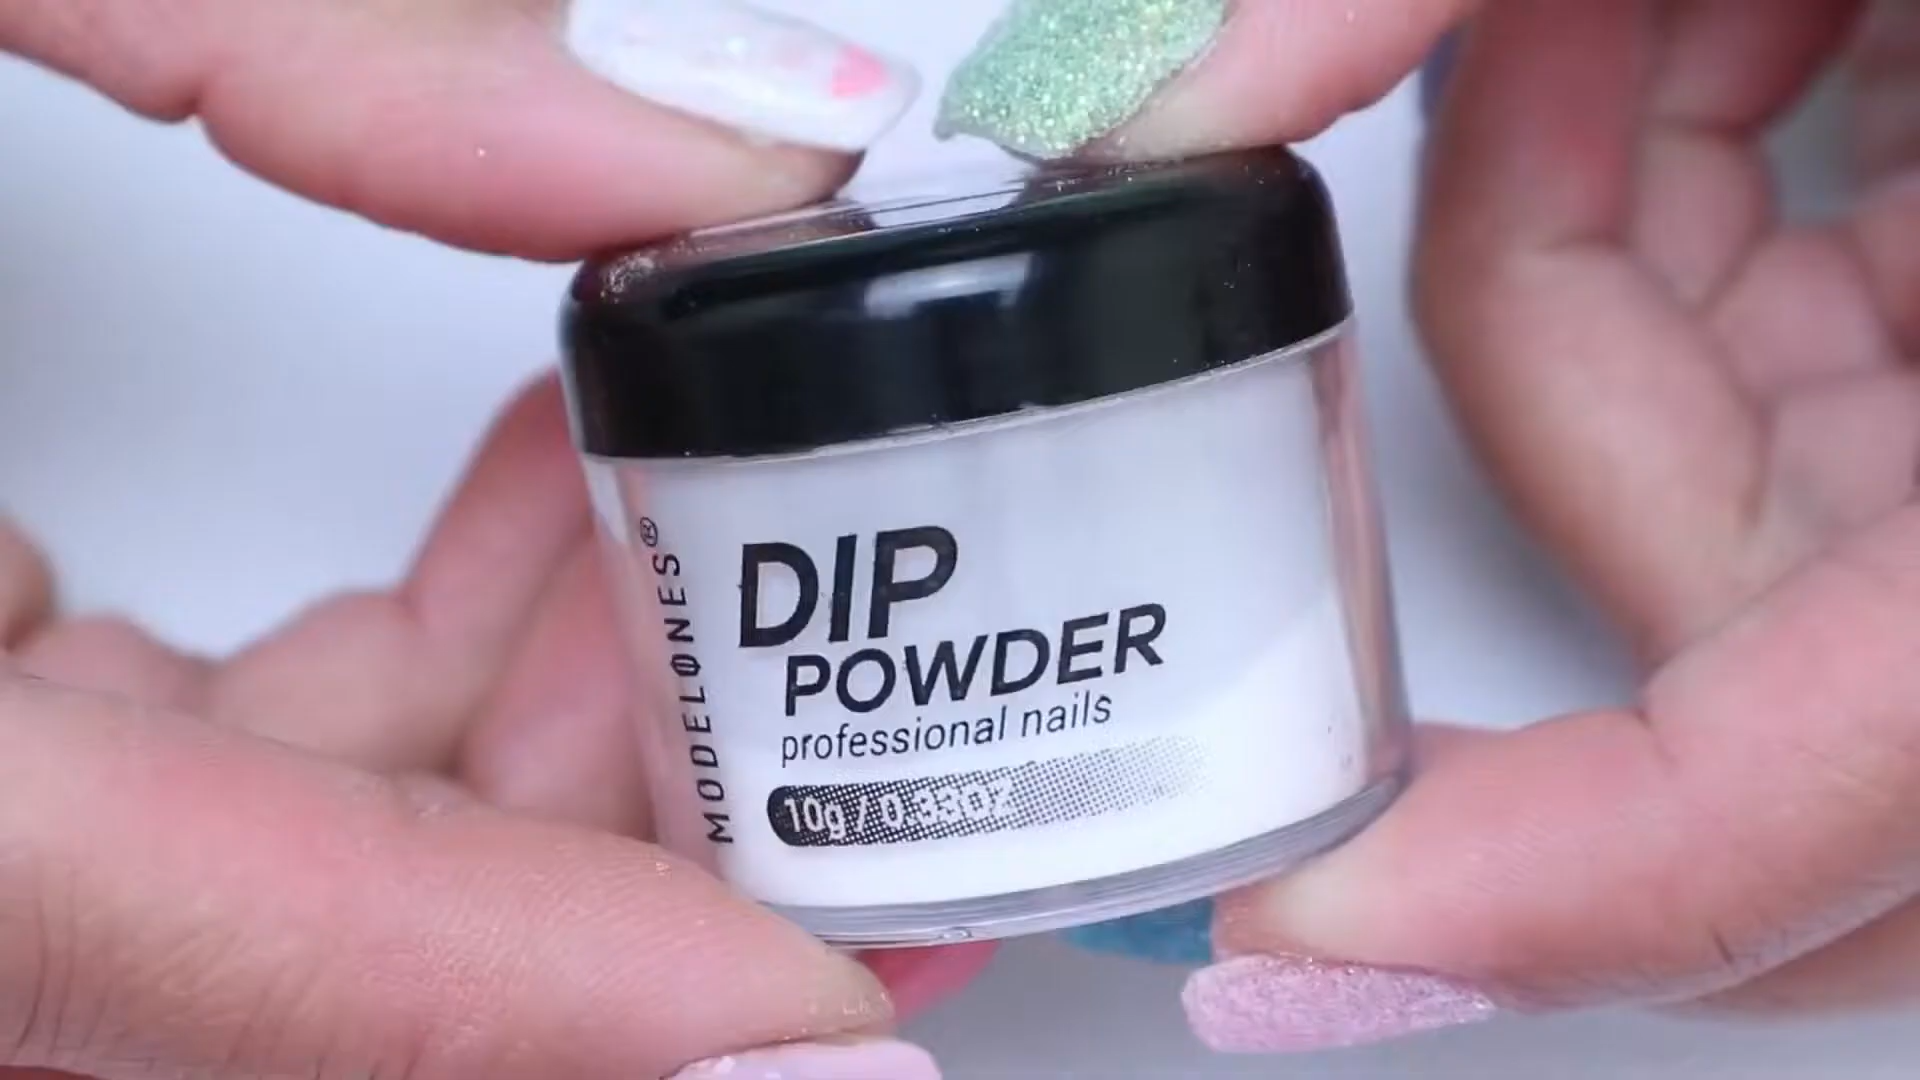 MODELONES®
DIP
POWDER
professional nails
10g / 0.33OZ